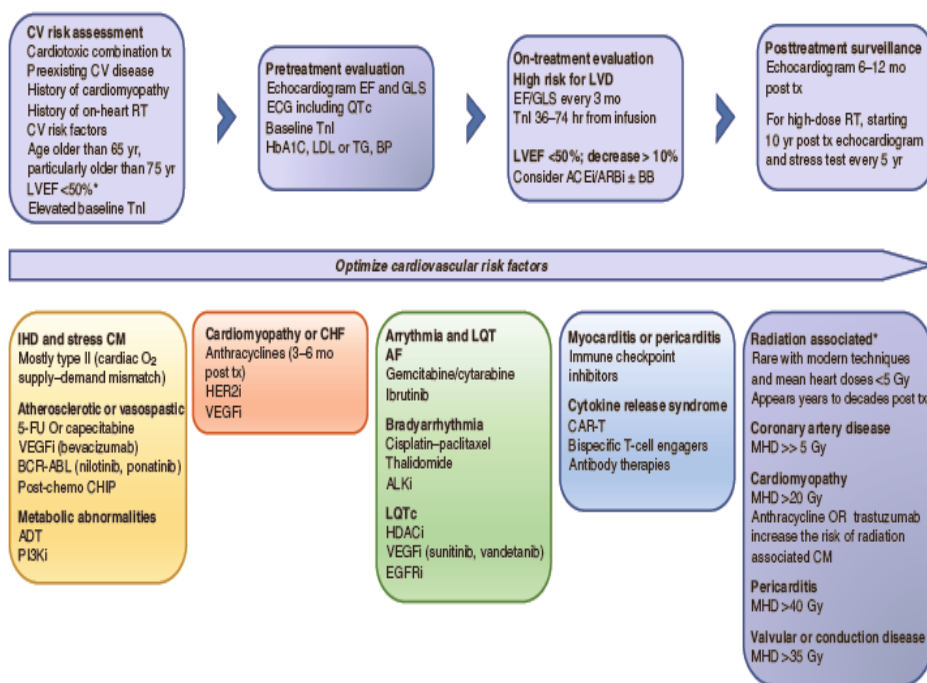 CV risk assessment
Cardiotoxic combination tx
Preexisting CV disease
History of cardiomyopathy
History of on-heart RT
CV risk factors
Age older than 65 yr,
particularly older than 75 yr
LVEF <50%*
Elevated baseline TnI
Pretreatment evaluation
Echocardiogram EF and GLS
ECG including QTc
Baseline TnI
HbA1C, LDL or TG, BP
On-treatment evaluation
High risk for LVD
EF/GLS every 3 mo
TnI 36–74 hr from infusion
LVEF <50%; decrease > 10%
Consider ACEi/ARBi ± BB
Posttreatment surveillance
Echocardiogram 6–12 mo
post tx
For high-dose RT, starting
10 yr post tx echocardiogram
and stress test every 5 yr
Optimize cardiovascular risk factors
IHD and stress CM
Mostly type II (cardiac O₂
supply–demand mismatch)
Atherosclerotic or vasospastic
5-FU Or capecitabine
VEGFi (bevacizumab)
BCR-ABL (nilotinib, ponatinib)
Post-chemo CHIP
Metabolic abnormalities
ADT
PI3Ki
Cardiomyopathy or CHF
Anthracyclines (3–6 mo
post tx)
HER2i
VEGFi
Arrythmia and LQT
AF
Gemcitabine/cytarabine
Ibrutinib
Bradyarrhythmia
Cisplatin–paclitaxel
Thalidomide
ALKi
LQTc
HDACi
VEGFi (sunitinib, vandetanib)
EGFRi
Myocarditis or pericarditis
Immune checkpoint
inhibitors
Cytokine release syndrome
CAR-T
Bispecific T-cell engagers
Antibody therapies
Radiation associated*
Rare with modern techniques
and mean heart doses <5 Gy
Appears years to decades post tx
Coronary artery disease
MHD >> 5 Gy
Cardiomyopathy
MHD >20 Gy
Anthracycline OR trastuzumab
increase the risk of radiation
associated CM
Pericarditis
MHD >40 Gy
Valvular or conduction disease
MHD >35 Gy